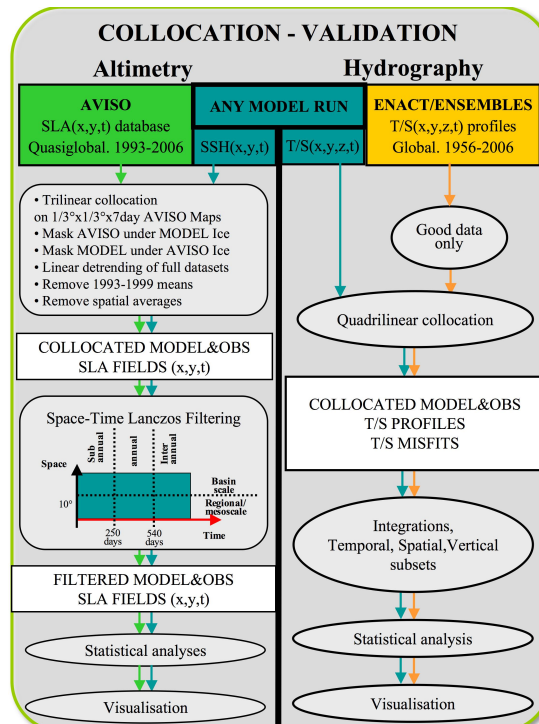 COLLOCATION - VALIDATION
Altimetry
Hydrography
AVISO
SLA(x,y,t) database
Quasiglobal. 1993-2006
ANY MODEL RUN
SSH(x,y,t)
T/S(x,y,z,t)
ENACT/ENSEMBLES
T/S(x,y,z,t) profiles
Global. 1956-2006
• Trilinear collocation
on 1/3°x1/3°x7day AVISO Maps
• Mask AVISO under MODEL Ice
• Mask MODEL under AVISO Ice
• Linear detrending of full datasets
• Remove 1993-1999 means
• Remove spatial averages
COLLOCATED MODEL&OBS
SLA FIELDS (x,y,t)
Space-Time Lanczos Filtering
Space
Sub
annual
annual
Inter
annual
10°
Basin
scale
Regional/
mesoscale
250
days
540
days
Time
FILTERED MODEL&OBS
SLA FIELDS (x,y,t)
Statistical analyses
Visualisation
Good data
only
Quadrilinear collocation
COLLOCATED MODEL&OBS
T/S PROFILES
T/S MISFITS
Integrations,
Temporal, Spatial,Vertical
subsets
Statistical analysis
Visualisation